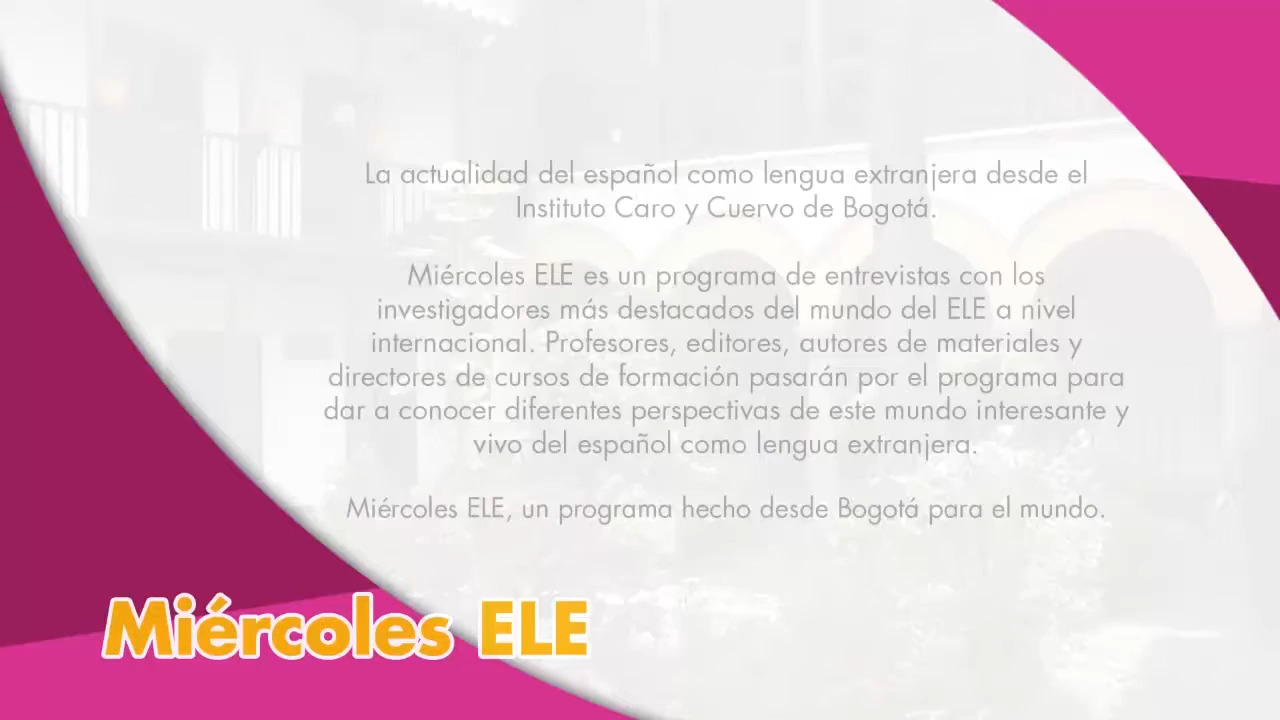 La actualidad del español como lengua extranjera desde el
Instituto Caro y Cuervo de Bogotá.
Miércoles ELE es un programa de entrevistas con los
investigadores más destacados del mundo del ELE a nivel
internacional. Profesores, editores, autores de materiales y
directores de cursos de formación pasarán por el programa para
dar a conocer diferentes perspectivas de este mundo interesante y
vivo del español como lengua extranjera.
Miércoles ELE, un programa hecho desde Bogotá para el mundo.
Miércoles ELE